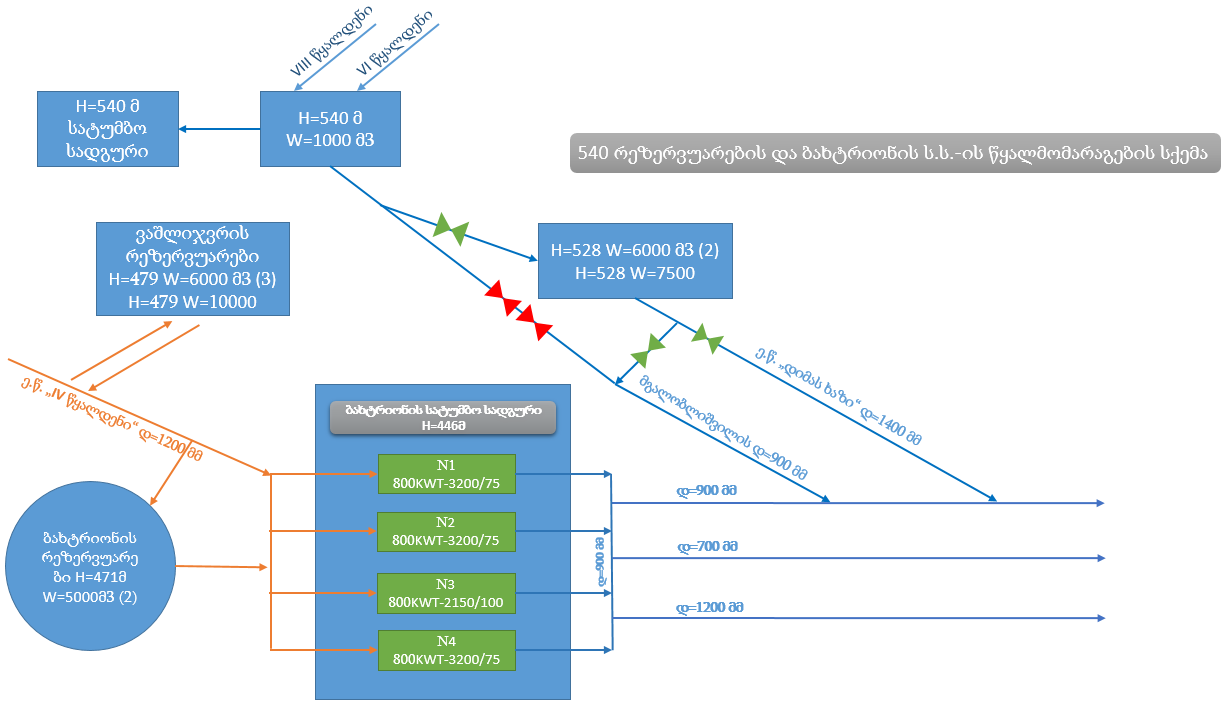 VIII წყალდენი
VI წყალდენი
H=540 მ
სატუმბო
სადგური
H=540 მ
W=1000 მ3
540 რეზერვუარების და ბახტრიონის ს.ს.-ის წყალმომარაგების სქემა
ვაშლიჯვრის
რეზერვუარები
H=479 W=6000 მ3 (3)
H=479 W=10000
H=528 W=6000 მ3 (2)
H=528 W=7500
ე.წ. „დიმას ხაზი“ დ=1400 მმ
მგალობლიშვილის დ=900 მმ
ე.წ. „IV წყალდენი“ დ=1200 მმ
ბახტრიონის სატუმბო სადგური
H=446მ
N1
800KWT-3200/75
N2
800KWT-3200/75
N3
800KWT-2150/100
N4
800KWT-3200/75
ბახტრიონის
რეზერვუარე
ბი H=471მ
W=5000მ3 (2)
დ=900 მმ
დ=900 მმ
დ=700 მმ
დ=1200 მმ